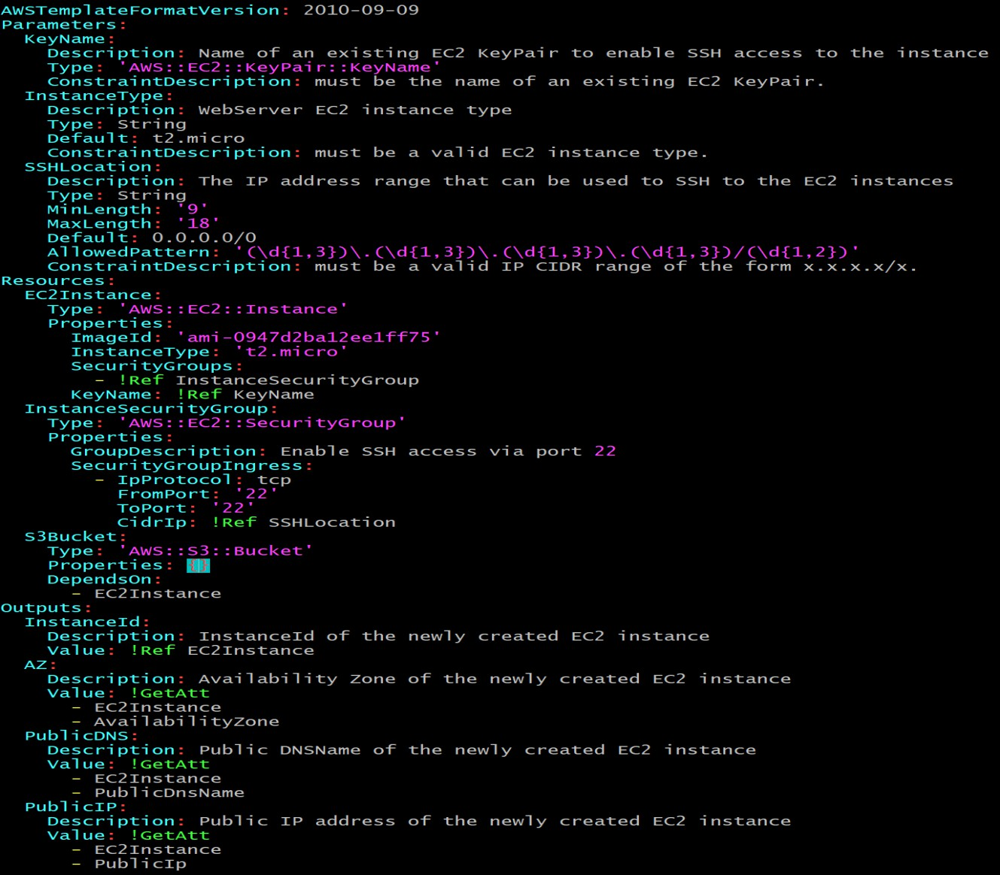 AWSTemplateFormatVersion: 2010-09-09
Parameters:
  KeyName:
    Description: Name of an existing EC2 KeyPair to enable SSH access to the instance
    Type: 'AWS::EC2::KeyPair::KeyName'
    ConstraintDescription: must be the name of an existing EC2 KeyPair.
  InstanceType:
    Description: WebServer EC2 instance type
    Type: String
    Default: t2.micro
    ConstraintDescription: must be a valid EC2 instance type.
  SSHLocation:
    Description: The IP address range that can be used to SSH to the EC2 instances
    Type: String
    MinLength: '9'
    MaxLength: '18'
    Default: 0.0.0.0/0
    AllowedPattern: '(\d{1,3})\.(\d{1,3})\.(\d{1,3})\.(\d{1,3})/(\d{1,2})'
    ConstraintDescription: must be a valid IP CIDR range of the form x.x.x.x/x.
Resources:
  EC2Instance:
    Type: 'AWS::EC2::Instance'
    Properties:
      ImageId: 'ami-0947d2ba12ee1ff75'
      InstanceType: 't2.micro'
      SecurityGroups:
        - !Ref InstanceSecurityGroup
      KeyName: !Ref KeyName
  InstanceSecurityGroup:
    Type: 'AWS::EC2::SecurityGroup'
    Properties:
      GroupDescription: Enable SSH access via port 22
      SecurityGroupIngress:
        - IpProtocol: tcp
          FromPort: '22'
          ToPort: '22'
          CidrIp: !Ref SSHLocation
  S3Bucket:
    Type: 'AWS::S3::Bucket'
    Properties: {}
    DependsOn:
      - EC2Instance
Outputs:
  InstanceId:
    Description: InstanceId of the newly created EC2 instance
    Value: !Ref EC2Instance
  AZ:
    Description: Availability Zone of the newly created EC2 instance
    Value: !GetAtt
      - EC2Instance
      - AvailabilityZone
  PublicDNS:
    Description: Public DNSName of the newly created EC2 instance
    Value: !GetAtt
      - EC2Instance
      - PublicDnsName
  PublicIP:
    Description: Public IP address of the newly created EC2 instance
    Value: !GetAtt
      - EC2Instance
      - PublicIp